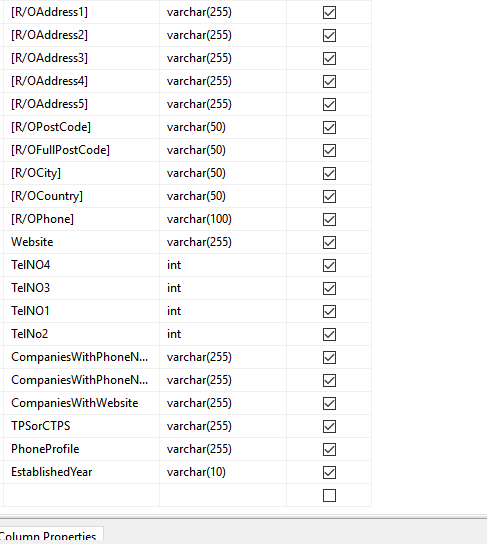 [R/OAddress1] varchar(255)
[R/OAddress2] varchar(255)
[R/OAddress3] varchar(255)
[R/OAddress4] varchar(255)
[R/OAddress5] varchar(255)
[R/OPostCode] varchar(50)
[R/OFullPostCode] varchar(50)
[R/OCity] varchar(50)
[R/OCountry] varchar(50)
[R/OPhone] varchar(100)
Website varchar(255)
TelNO4 int
TelNO3 int
TelNO1 int
TelNo2 int
CompaniesWithPhoneN... varchar(255)
CompaniesWithPhoneN... varchar(255)
CompaniesWithWebsite varchar(255)
TPSorCTPS varchar(255)
PhoneProfile varchar(255)
EstablishedYear varchar(10)
Column Properties